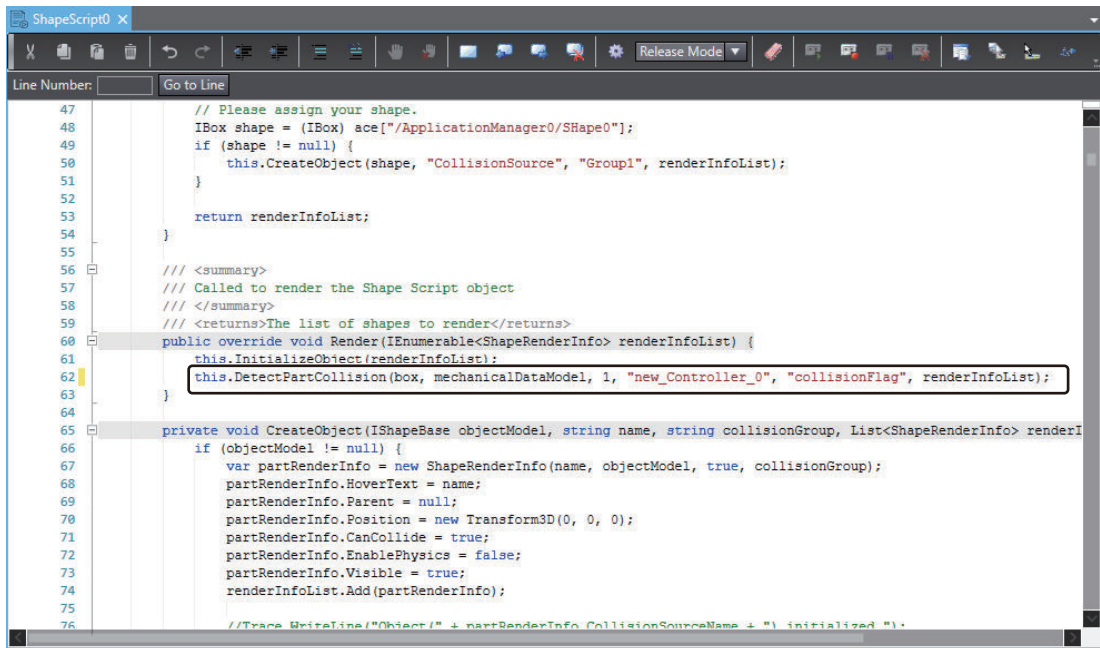 ShapeScript0
Release Mode
Line Number: Go to Line
47 // Please assign your shape.
48 IBox shape = (IBox) ace["/ApplicationManager0/SHape0"];
49 if (shape != null) {
50 this.CreateObject(shape, "CollisionSource", "Group1", renderInfoList);
51 }
52
53 return renderInfoList;
54 }
55
56 /// <summary>
57 /// Called to render the Shape Script object
58 /// </summary>
59 /// <returns>The list of shapes to render</returns>
60 public override void Render(IEnumerable<ShapeRenderInfo> renderInfoList) {
61 this.InitializeObject(renderInfoList);
62 this.DetectPartCollision(box, mechanicalDataModel, 1, "new_Controller_0", "collisionFlag", renderInfoList);
63 }
64
65 private void CreateObject(IShapeBase objectModel, string name, string collisionGroup, List<ShapeRenderInfo> renderI
66 if (objectModel != null) {
67 var partRenderInfo = new ShapeRenderInfo(name, objectModel, true, collisionGroup);
68 partRenderInfo.HoverText = name;
69 partRenderInfo.Parent = null;
70 partRenderInfo.Position = new Transform3D(0, 0, 0);
71 partRenderInfo.CanCollide = true;
72 partRenderInfo.EnablePhysics = false;
73 partRenderInfo.Visible = true;
74 renderInfoList.Add(partRenderInfo);
75
76 //Trace.WriteLine("Object(" + partRenderInfo.CollisionSourceName + ") initialized.");